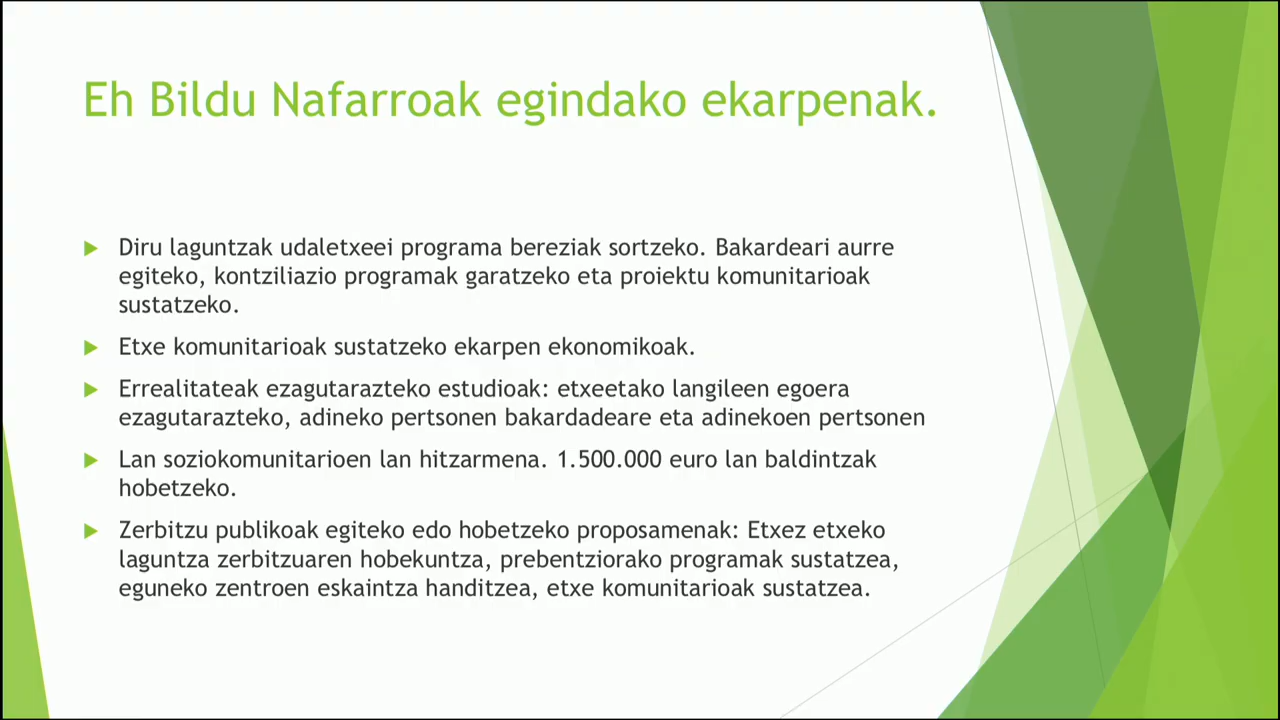 Eh Bildu Nafarroak egindako ekarpenak.
Diru laguntzak udaletxeei programa bereziak sortzeko. Bakardeari aurre
egiteko, kontziliazio programak garatzeko eta proiektu komunitarioak
sustatzeko.
Etxe komunitarioak sustatzeko ekarpen ekonomikoak.
Errealitateak ezagutarazteko estudioak: etxeetako langileen egoera
ezagutarazteko, adineko pertsonen bakardadeare eta adinekoen pertsonen
Lan soziokomunitarioen lan hitzarmena. 1.500.000 euro lan baldintzak
hobetzeko.
Zerbitzu publikoak egiteko edo hobetzeko proposamenak: Etxez etxeko
laguntza zerbitzuaren hobekuntza, prebentziorako programak sustatzea,
eguneko zentroen eskaintza handitzea, etxe komunitarioak sustatzea.